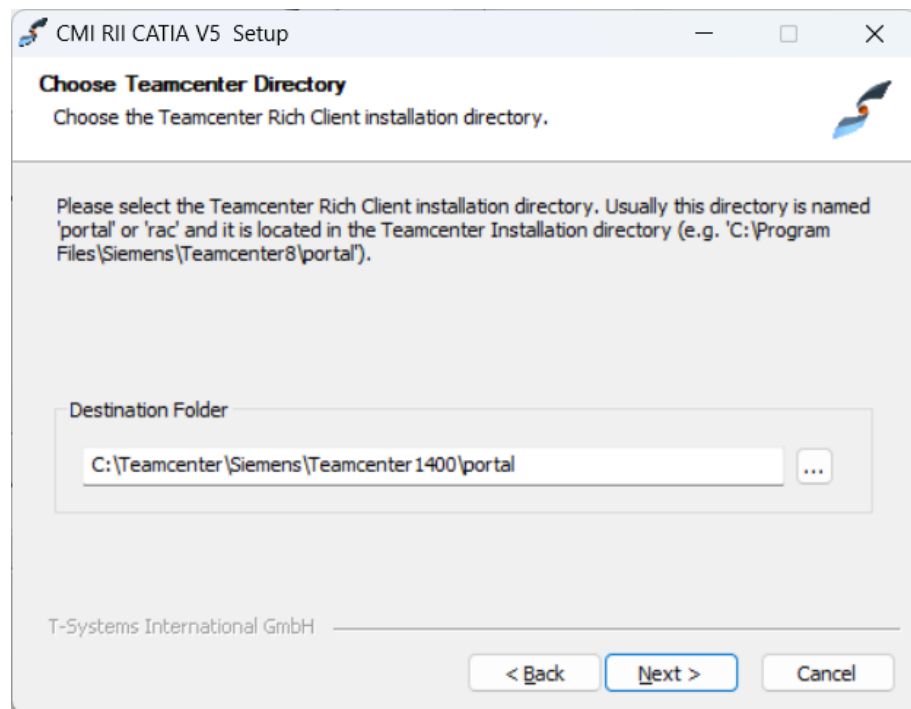 CMI RII CATIA V5  Setup
Choose Teamcenter Directory
Choose the Teamcenter Rich Client installation directory.
Please select the Teamcenter Rich Client installation directory. Usually this directory is named
'portal' or 'rac' and it is located in the Teamcenter Installation directory (e.g. 'C:\Program
Files\Siemens\Teamcenter8\portal').
Destination Folder
C:\Teamcenter\Siemens\Teamcenter1400\portal
...
T-Systems International GmbH
< Back
Next >
Cancel